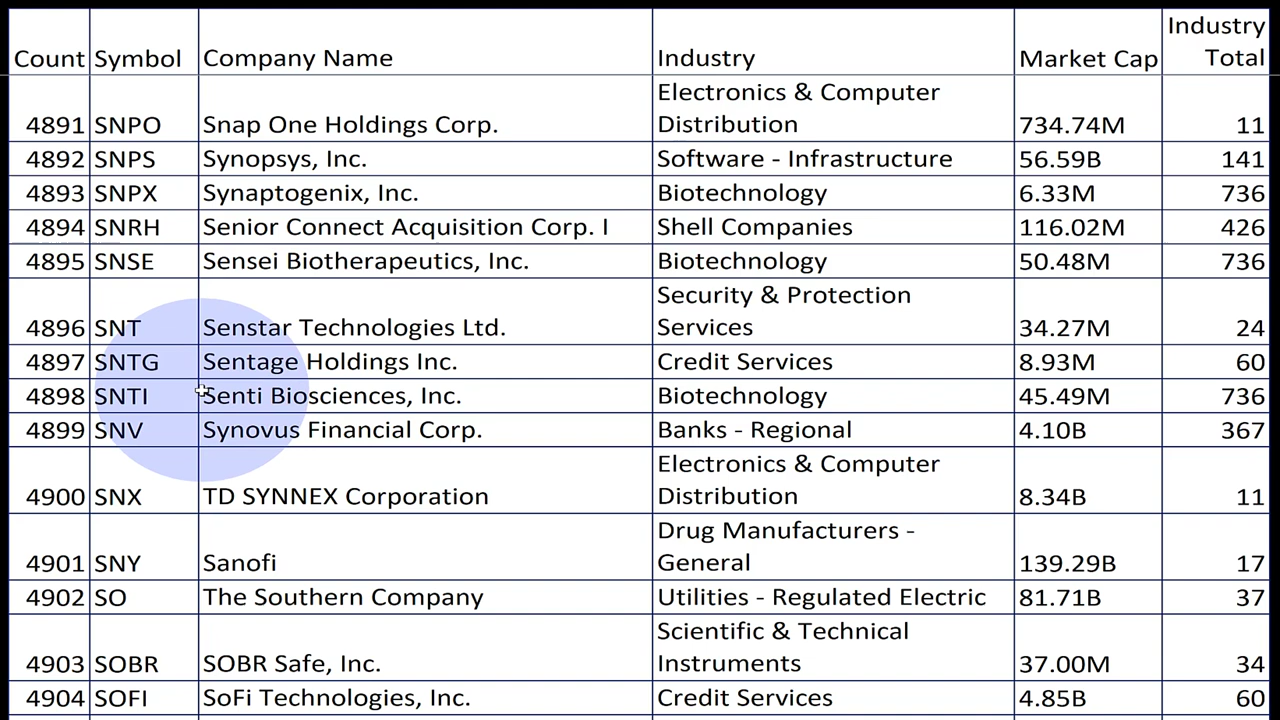 Count Symbol Company Name Industry Market Cap Industry Total
4891 SNPO Snap One Holdings Corp. Electronics & Computer Distribution 734.74M 11
4892 SNPS Synopsys, Inc. Software - Infrastructure 56.59B 141
4893 SNPX Synaptogenix, Inc. Biotechnology 6.33M 736
4894 SNRH Senior Connect Acquisition Corp. I Shell Companies 116.02M 426
4895 SNSE Sensei Biotherapeutics, Inc. Biotechnology 50.48M 736
4896 SNT Senstar Technologies Ltd. Security & Protection Services 34.27M 24
4897 SNTG Sentage Holdings Inc. Credit Services 8.93M 60
4898 SNTI Senti Biosciences, Inc. Biotechnology 45.49M 736
4899 SNV Synovus Financial Corp. Banks - Regional 4.10B 367
4900 SNX TD SYNNEX Corporation Electronics & Computer Distribution 8.34B 11
4901 SNY Sanofi Drug Manufacturers - General 139.29B 17
4902 SO The Southern Company Utilities - Regulated Electric 81.71B 37
4903 SOBR SOBR Safe, Inc. Scientific & Technical Instruments 37.00M 34
4904 SOFI SoFi Technologies, Inc. Credit Services 4.85B 60